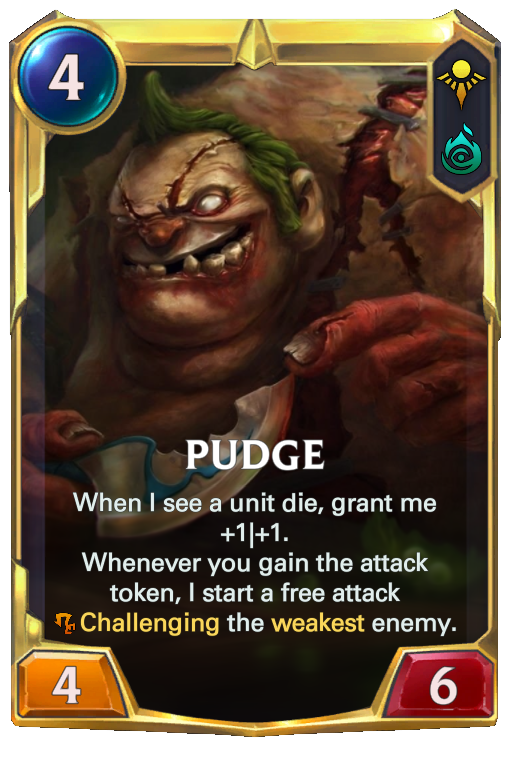 4
PUDGE
When I see a unit die, grant me
+1|+1.
Whenever you gain the attack
token, I start a free attack
Challenging the weakest enemy.
4
6